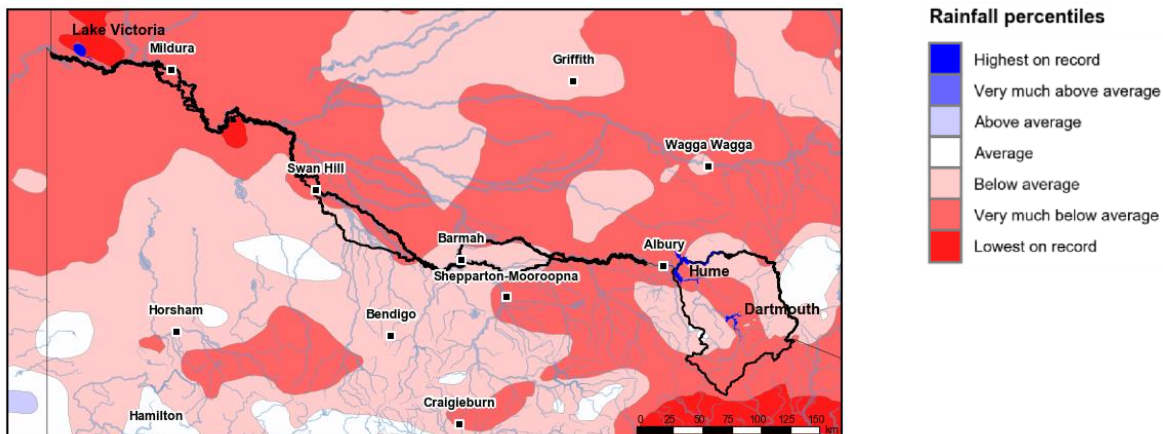 Lake Victoria
Mildura
Griffith
Wagga Wagga
Swan Hill
Barmah
Albury
Hume
Shepparton-Mooroopna
Dartmouth
Horsham
Bendigo
Hamilton
Craigieburn
0 25 50 75 100 125 150
km
Rainfall percentiles
Highest on record
Very much above average
Above average
Average
Below average
Very much below average
Lowest on record